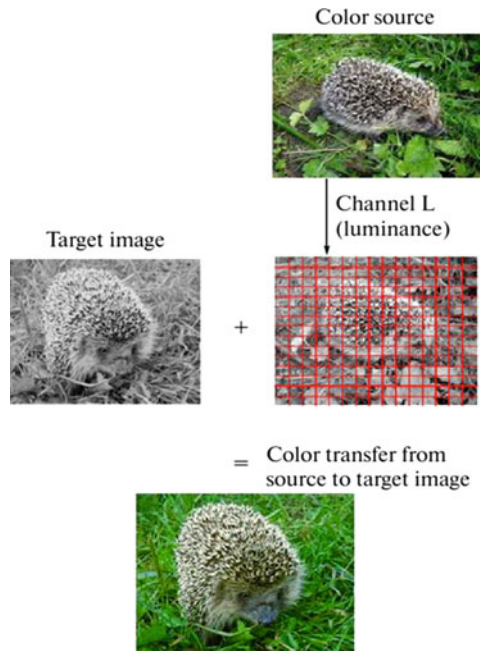 Color source
Channel L
(luminance)
Target image
+
= Color transfer from
source to target image